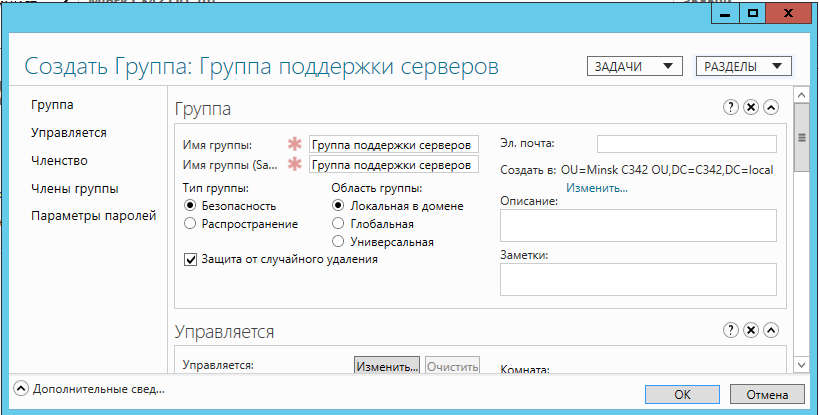 Создать Группа: Группа поддержки серверов
ЗАДАЧИ
РАЗДЕЛЫ
Группа
Управляется
Членство
Члены группы
Параметры паролей
Группа
Имя группы: * Группа поддержки серверов
Имя группы (Sa... * Группа поддержки серверов
Тип группы:
Безопасность
Распространение
Область группы:
Локальная в домене
Глобальная
Универсальная
Защита от случайного удаления
Эл. почта:
Создать в: OU=Minsk C342 OU,DC=C342,DC=local
Изменить...
Описание:
Заметки:
Управляется
Управляется:
Изменить...
Очистить
Комната:
Дополнительные свед...
ОК
Отмена